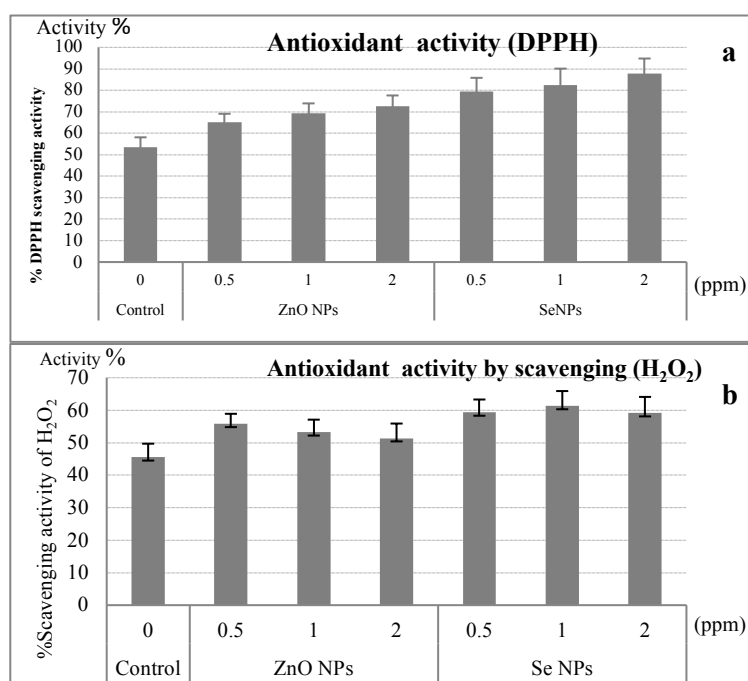 Activity %
Antioxidant activity (DPPH)
a
% DPPH scavenging activity
100
90
80
70
60
50
40
30
20
10
0
0 0.5 1 2 0.5 1 2
(ppm)
Control ZnO NPs SeNPs
Activity %
Antioxidant activity by scavenging (H₂O₂)
b
%Scavenging activity of H₂O₂
70
60
50
40
30
20
10
0
0 0.5 1 2 0.5 1 2
(ppm)
Control ZnO NPs Se NPs